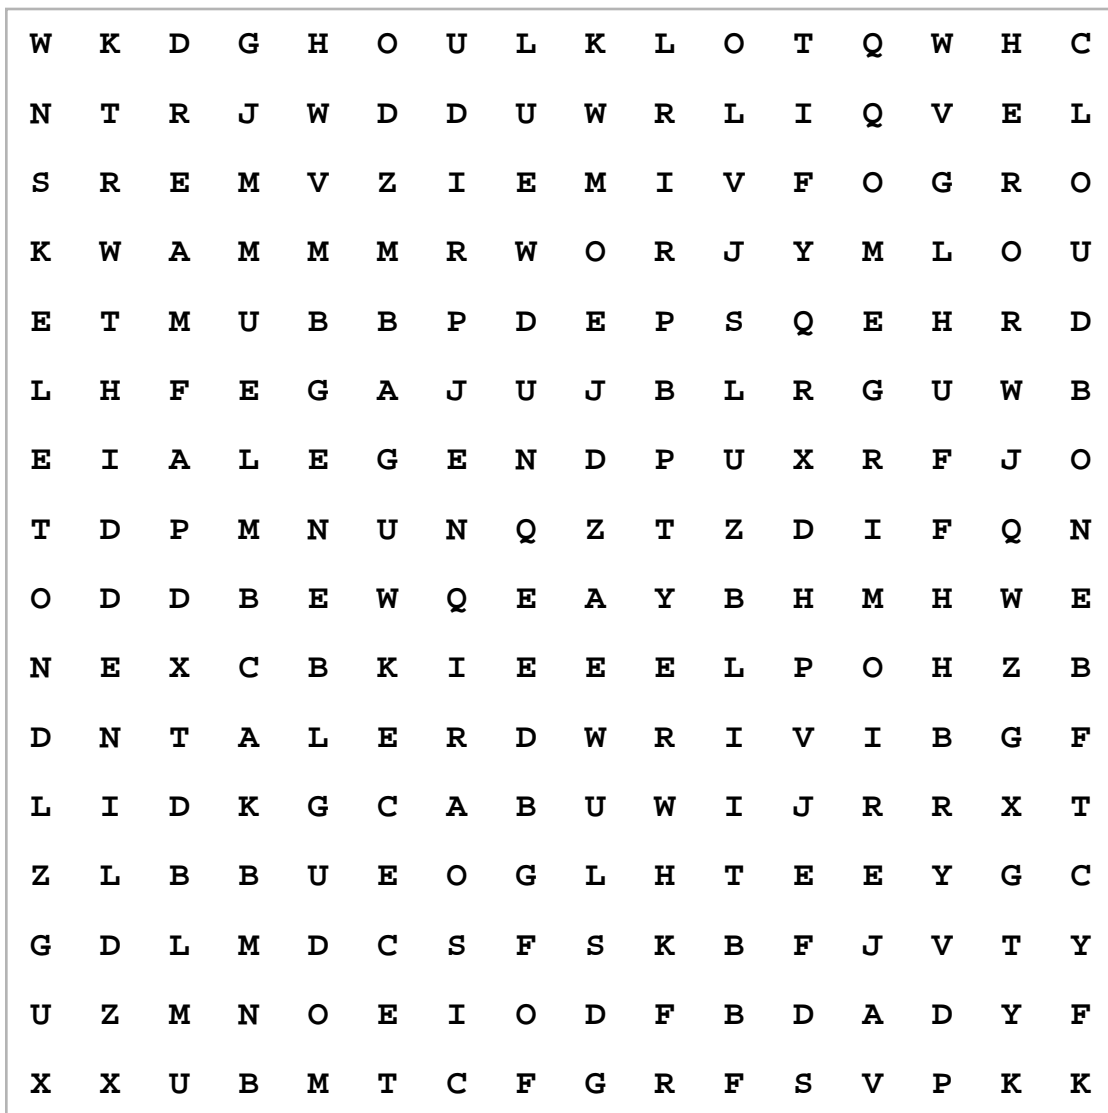 W K D G H O U L K L O T Q W H C
N T R J W D D U W R L I Q V E L
S R E M V Z I E M I V F O G R O
K W A M M M R W O R J Y M L O U
E T M U B B P D E P S Q E H R D
L H F E G A J U J B L R G U W B
E I A L E G E N D P U X R F J O
T D P M N U N Q Z T Z D I F Q N
O D D B E W Q E A Y B H M H W E
N E X C B K I E E E L P O H Z B
D N T A L E R D W R I V I B G F
L I D K G C A B U W I J R R X T
Z L B B U E O G L H T E E Y G C
G D L M D C S F S K B F J V T Y
U Z M N O E I O D F B D A D Y F
X X U B M T C F G R F S V P K K